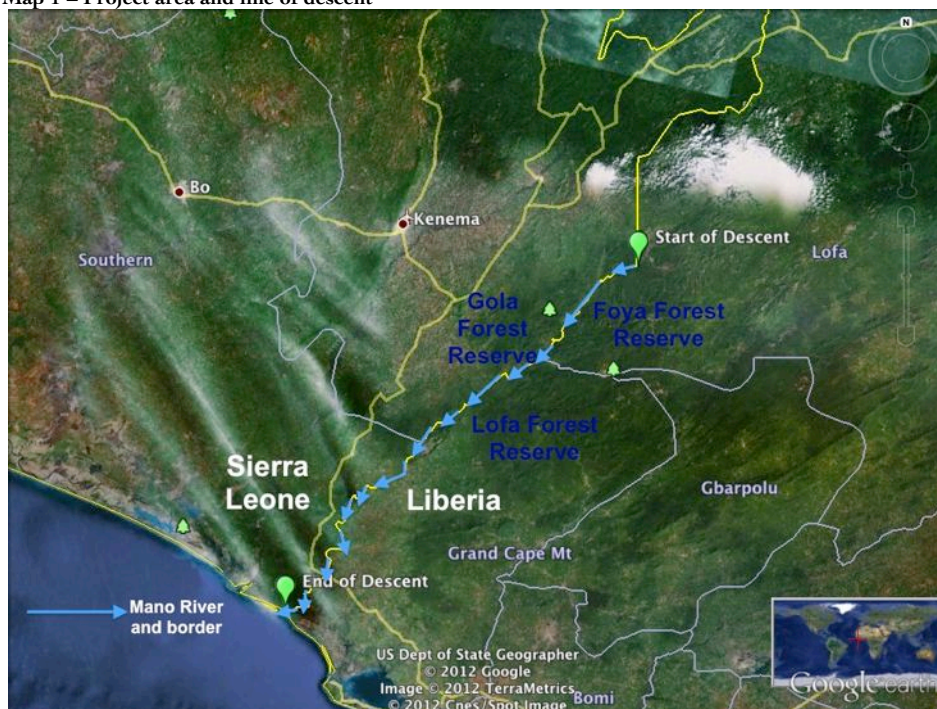 Map 1 – Project area and line of descent
N
Bo
Kenema
Start of Descent
Southern
Lofa
Gola
Forest
Reserve
Foya Forest
Reserve
Lofa Forest
Reserve
Sierra
Leone
LIBERIA
Gbarpolu
Grand Cape Mt
End of Descent
Mano River
and border
US Dept of State Geographer
© 2012 Google
Image © 2012 TerraMetrics
© 2012 Cnes/Spot Image
Bomi
Google earth